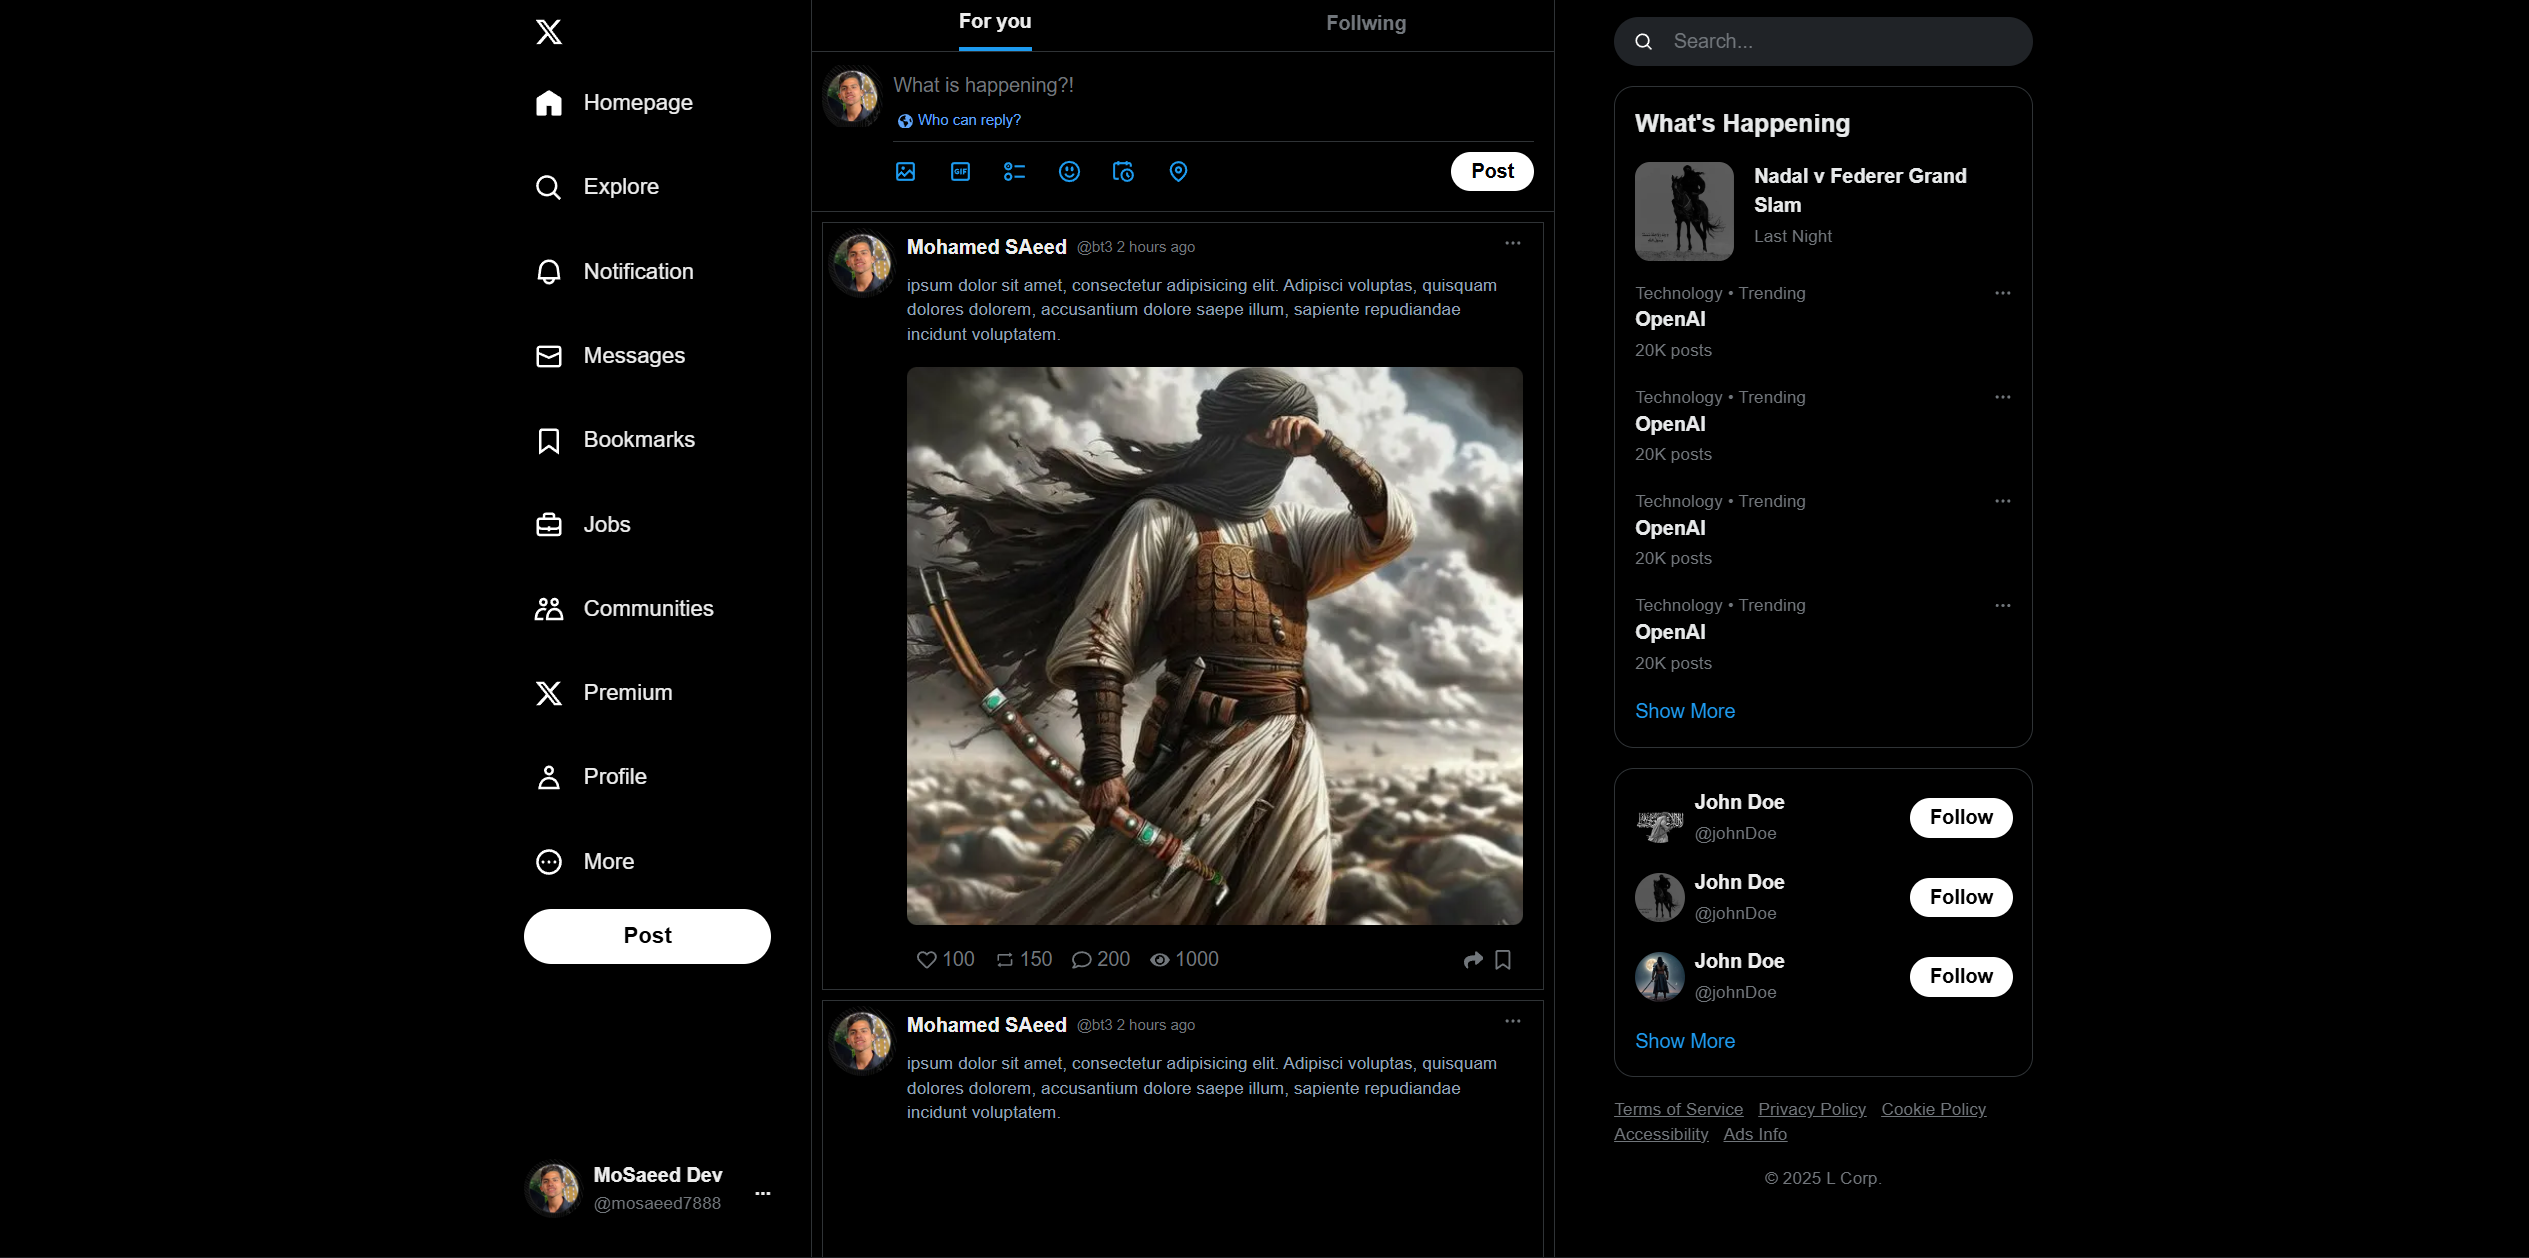 Homepage
Explore
Notification
Messages
Bookmarks
Jobs
Communities
Premium
Profile
More
Post
MoSaeed Dev
@mosaeed7888
...
For you
Follwing
What is happening?!
Who can reply?
GIF
Post
Mohamed SAeed @bt3 2 hours ago
ipsum dolor sit amet, consectetur adipisicing elit. Adipisci voluptas, quisquam
dolores dolorem, accusantium dolore saepe illum, sapiente repudiandae
incidunt voluptatem.
100 150 200 1000
Mohamed SAeed @bt3 2 hours ago
ipsum dolor sit amet, consectetur adipisicing elit. Adipisci voluptas, quisquam
dolores dolorem, accusantium dolore saepe illum, sapiente repudiandae
incidunt voluptatem.
Search...
What's Happening
Nadal v Federer Grand
Slam
Last Night
Technology • Trending
OpenAI
20K posts
Technology • Trending
OpenAI
20K posts
Technology • Trending
OpenAI
20K posts
Technology • Trending
OpenAI
20K posts
Show More
John Doe
@johnDoe
Follow
John Doe
@johnDoe
Follow
John Doe
@johnDoe
Follow
Show More
Terms of Service Privacy Policy Cookie Policy
Accessibility Ads Info
© 2025 L Corp.